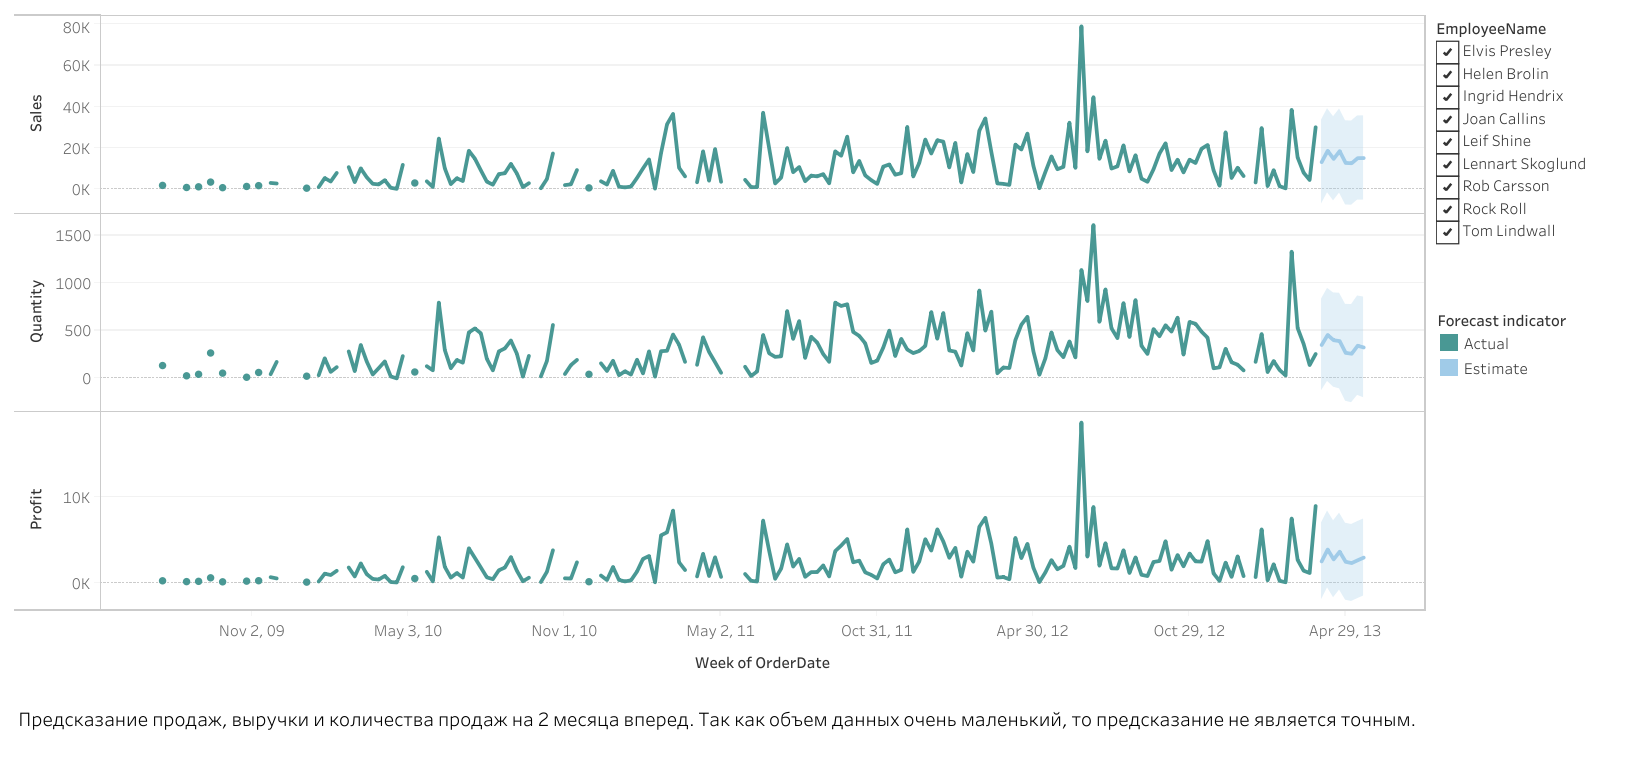 80K
60K
40K
20K
0K
Sales
1500
1000
500
0
Quantity
10K
0K
Profit
Nov 2, 09
May 3, 10
Nov 1, 10
May 2, 11
Oct 31, 11
Apr 30, 12
Oct 29, 12
Apr 29, 13
Week of OrderDate
EmployeeName
Elvis Presley
Helen Brolin
Ingrid Hendrix
Joan Callins
Leif Shine
Lennart Skoglund
Rob Carsson
Rock Roll
Tom Lindwall
Forecast indicator
Actual
Estimate
Предсказание продаж, выручки и количества продаж на 2 месяца вперед. Так как объем данных очень маленький, то предсказание не является точным.